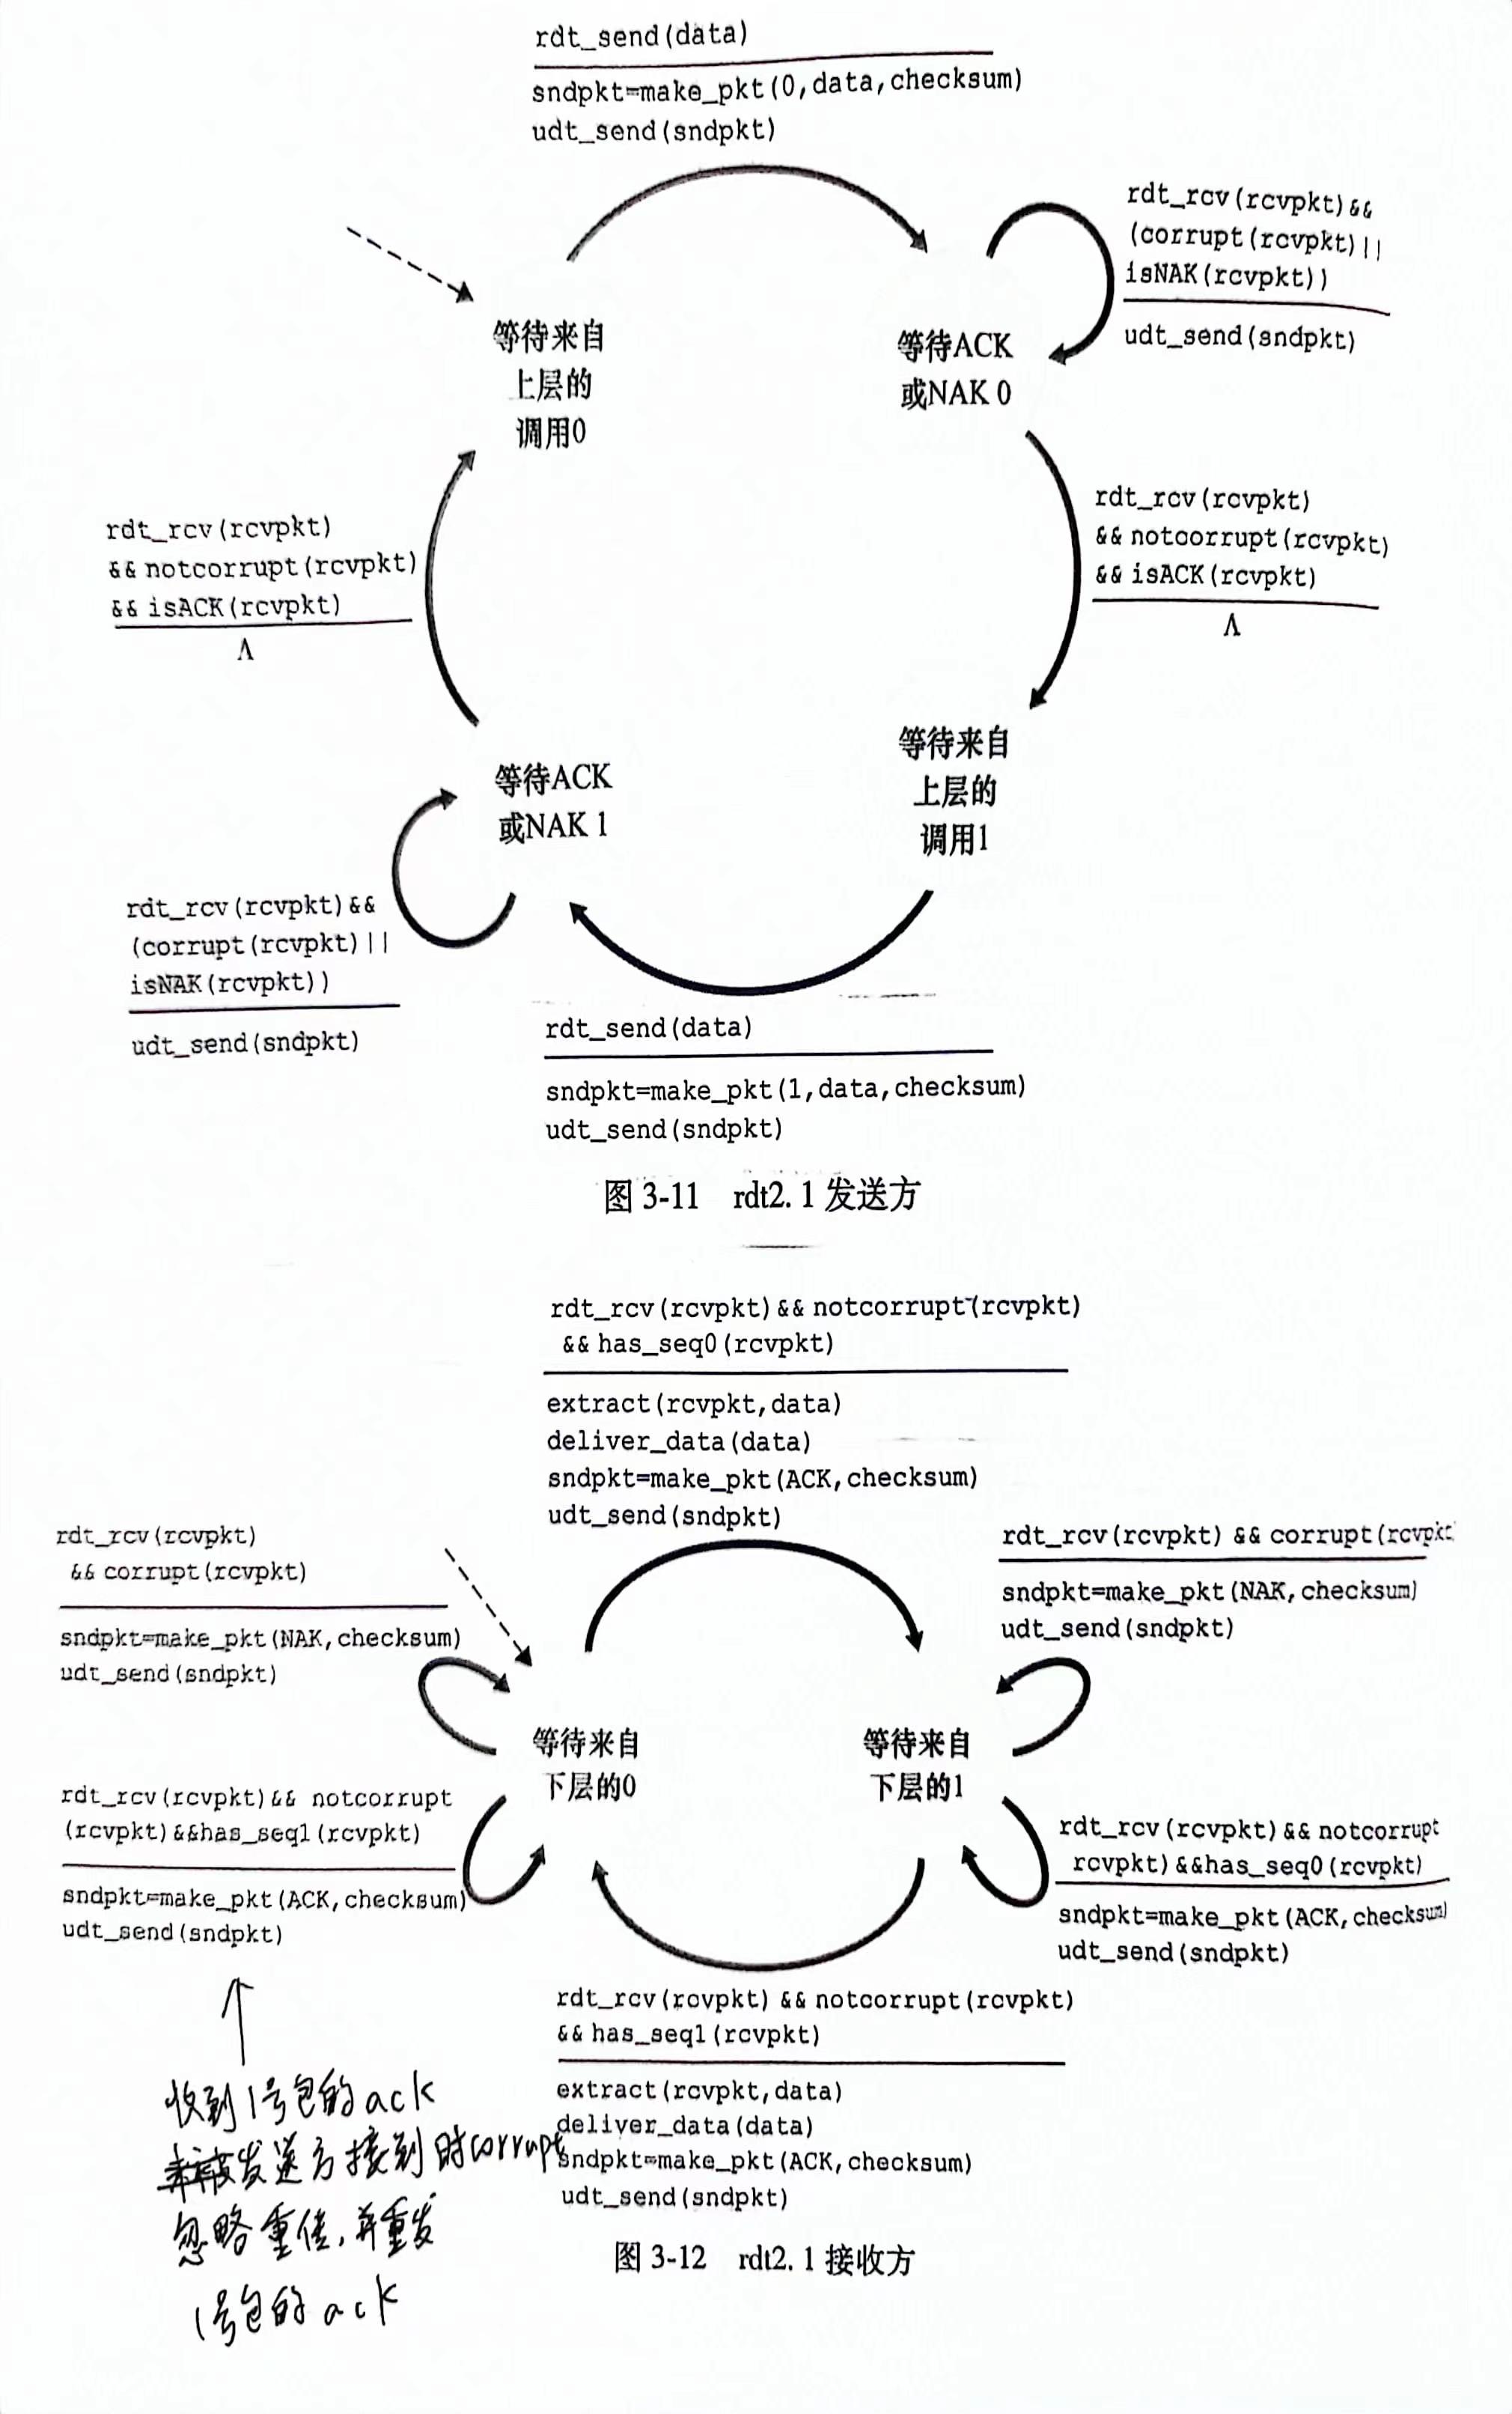 rdt_send(data)
sndpkt=make_pkt(0,data,checksum)
udt_send(sndpkt)
rdt_rcv(rcvpkt)&&
(corrupt(rcvpkt)||
isNAK(rcvpkt))
udt_send(sndpkt)
等待来自
上层的
调用0
等待ACK
或NAK 0
rdt_rcv(rcvpkt)
&& notcorrupt(rcvpkt)
&& isACK(rcvpkt)
Λ
rdt_rcv(rcvpkt)
&& notcorrupt(rcvpkt)
&& isACK(rcvpkt)
Λ
等待ACK
或NAK 1
等待来自
上层的
调用1
rdt_rcv(rcvpkt)&&
(corrupt(rcvpkt)||
isNAK(rcvpkt))
udt_send(sndpkt)
rdt_send(data)
sndpkt=make_pkt(1,data,checksum)
udt_send(sndpkt)
图 3-11 rdt2.1 发送方
rdt_rcv(rcvpkt)&& notcorrupt(rcvpkt)
&& has_seq0(rcvpkt)
extract(rcvpkt,data)
deliver_data(data)
sndpkt=make_pkt(ACK,checksum)
udt_send(sndpkt)
rdt_rcv(rcvpkt)
&& corrupt(rcvpkt)
sndpkt=make_pkt(NAK,checksum)
udt_send(sndpkt)
rdt_rcv(rcvpkt) && corrupt(rcvpkt
sndpkt=make_pkt(NAK,checksum)
udt_send(sndpkt)
等待来自
下层的0
等待来自
下层的1
rdt_rcv(rcvpkt)&& notcorrupt
(rcvpkt)&&has_seq1(rcvpkt)
sndpkt=make_pkt(ACK,checksum)
udt_send(sndpkt)
rdt_rcv(rcvpkt)&& notcorrupt
rcvpkt)&&has_seq0(rcvpkt)
sndpkt=make_pkt(ACK,checksum)
udt_send(sndpkt)
rdt_rcv(rcvpkt) && notcorrupt(rcvpkt)
&& has_seq1(rcvpkt)
extract(rcvpkt,data)
deliver_data(data)
sndpkt=make_pkt(ACK,checksum)
udt_send(sndpkt)
图 3-12 rdt2.1 接收方
收到1号包的ack
发送方接到时corrupt
忽略重传,并重发
1号包的ack